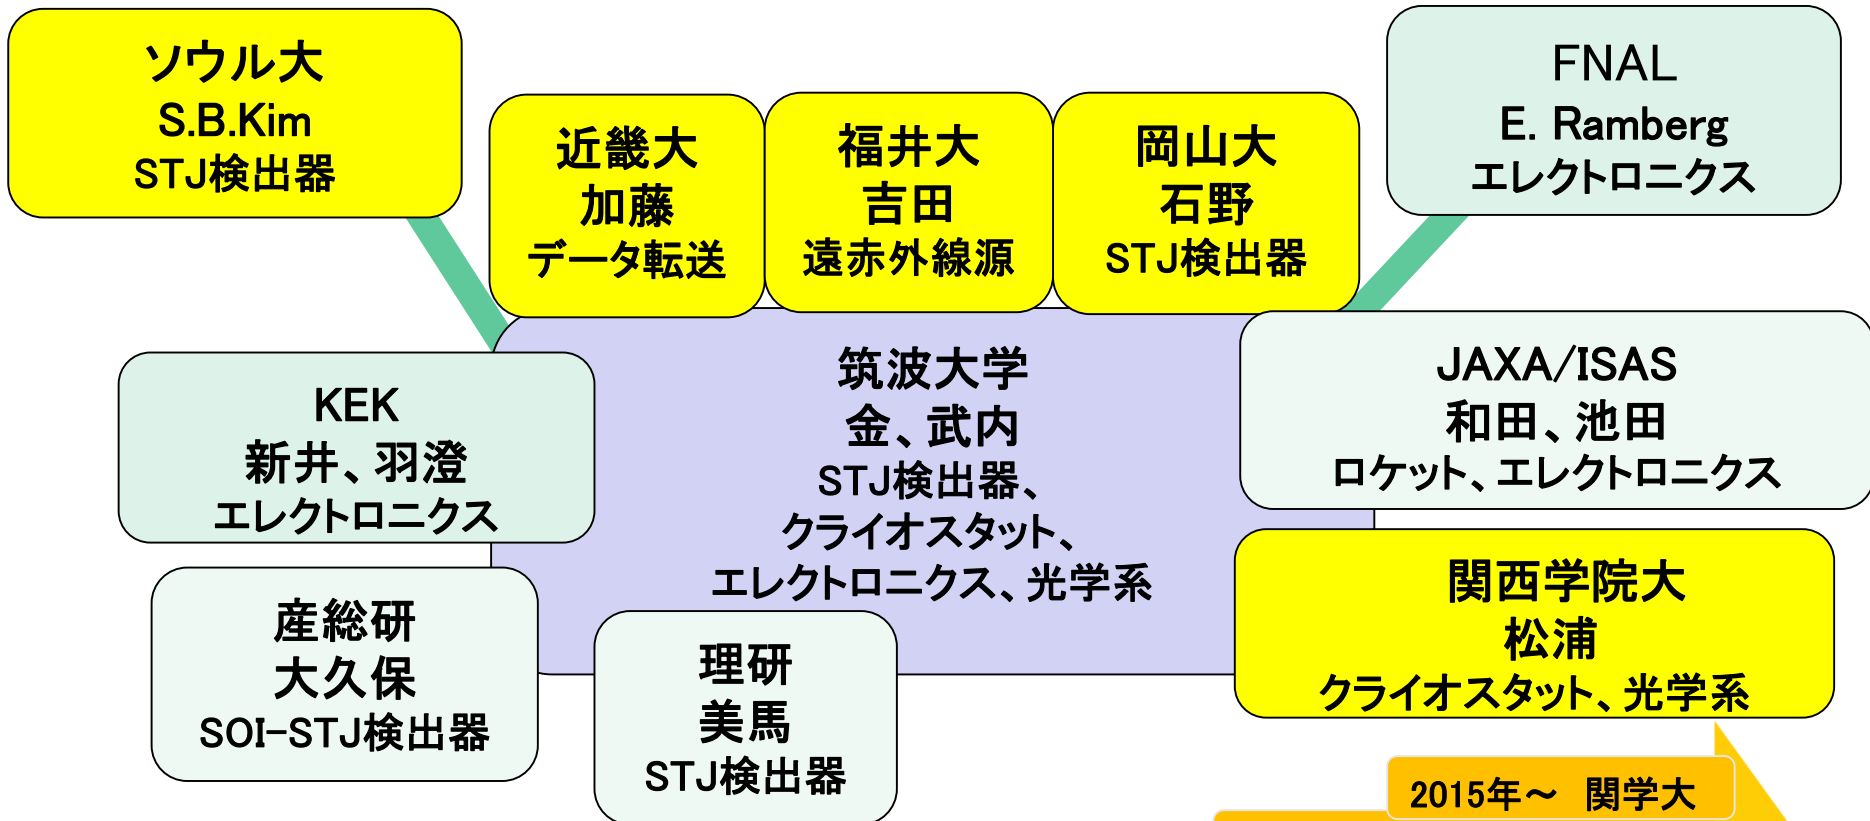 ソウル大
S.B.Kim
STJ検出器
近畿大
加藤
データ転送
福井大
吉田
遠赤外線源
岡山大
石野
STJ検出器
FNAL
E. Ramberg
エレクトロニクス
KEK
新井、羽澄
エレクトロニクス
筑波大学
金、武内
STJ検出器、
クライオスタット、
エレクトロニクス、光学系
JAXA/ISAS
和田、池田
ロケット、エレクトロニクス
産総研
大久保
SOI-STJ検出器
理研
美馬
STJ検出器
関西学院大
松浦
クライオスタット、光学系
2015年～ 関学大